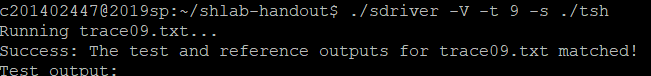 c201402447@2019sp:~/shlab-handout$ ./sdriver -V -t 9 -s ./tsh
Running trace09.txt...
Success: The test and reference outputs for trace09.txt matched!
Test output: